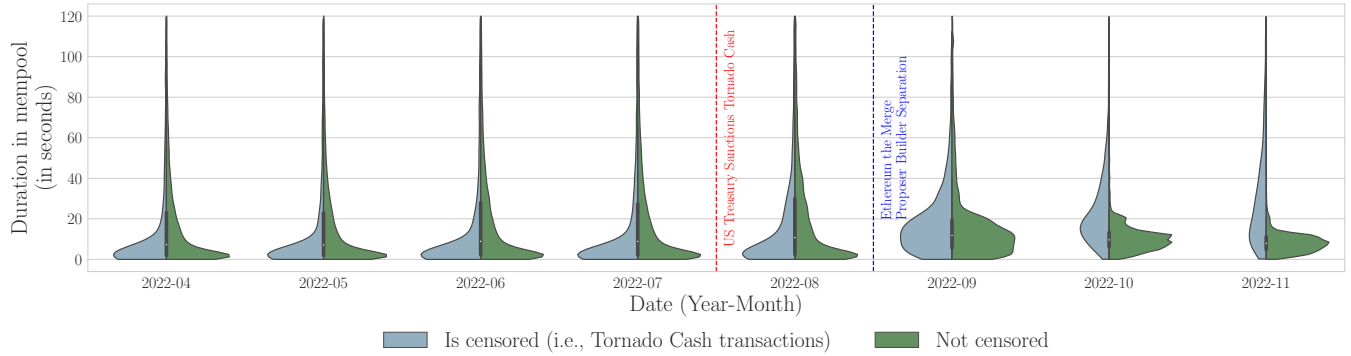 Duration in mempool
(in seconds)
120
100
80
60
40
20
0
US Treasury Sanctions Tornado Cash
Ethereum the Merge
Proposer Builder Separation
2022-04
2022-05
2022-06
2022-07
2022-08
2022-09
2022-10
2022-11
Date (Year-Month)
Is censored (i.e., Tornado Cash transactions)
Not censored